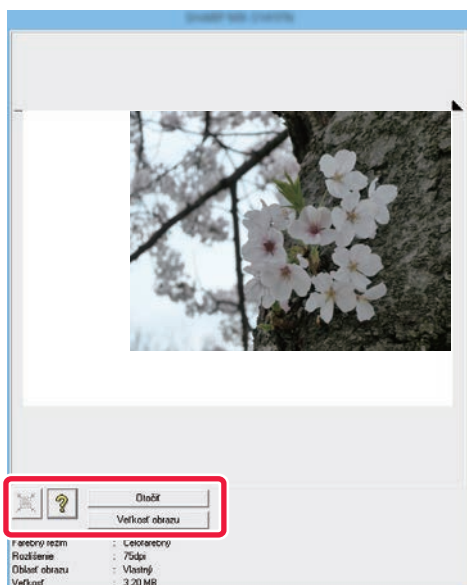 ?
Otočiť
Veľkosť obrazu
Farebný režim : Celofarebný
Rozlíšenie : 75dpi
Oblasť obrazu : Vlastný
Veľkosť : 3.20 MB